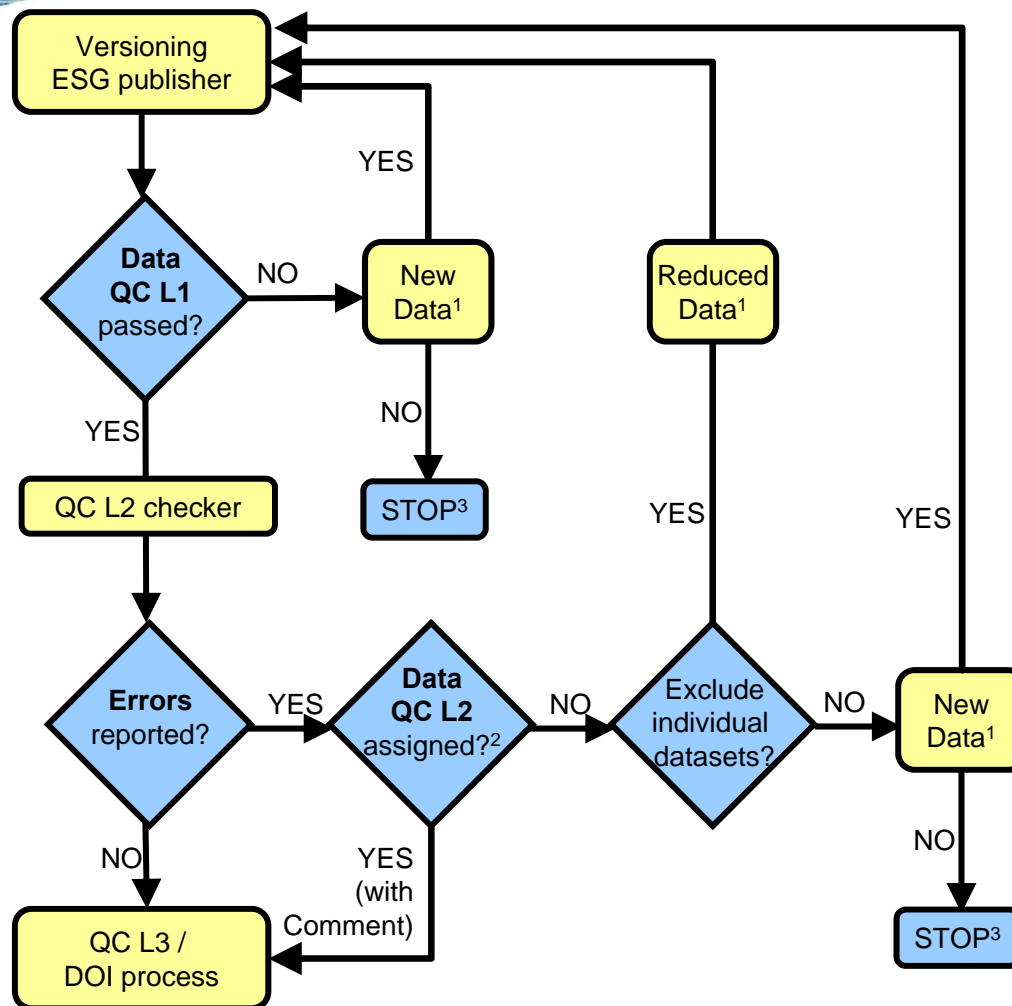 Versioning
ESG publisher
YES
Data
QC L1
passed?
NO
New
Data¹
Reduced
Data¹
YES
NO
QC L2 checker
STOP³
YES
YES
Errors
reported?
YES
Data
QC L2
assigned?²
NO
Exclude
individual
datasets?
NO
New
Data¹
NO
YES
(with
Comment)
NO
QC L3 /
DOI process
STOP³